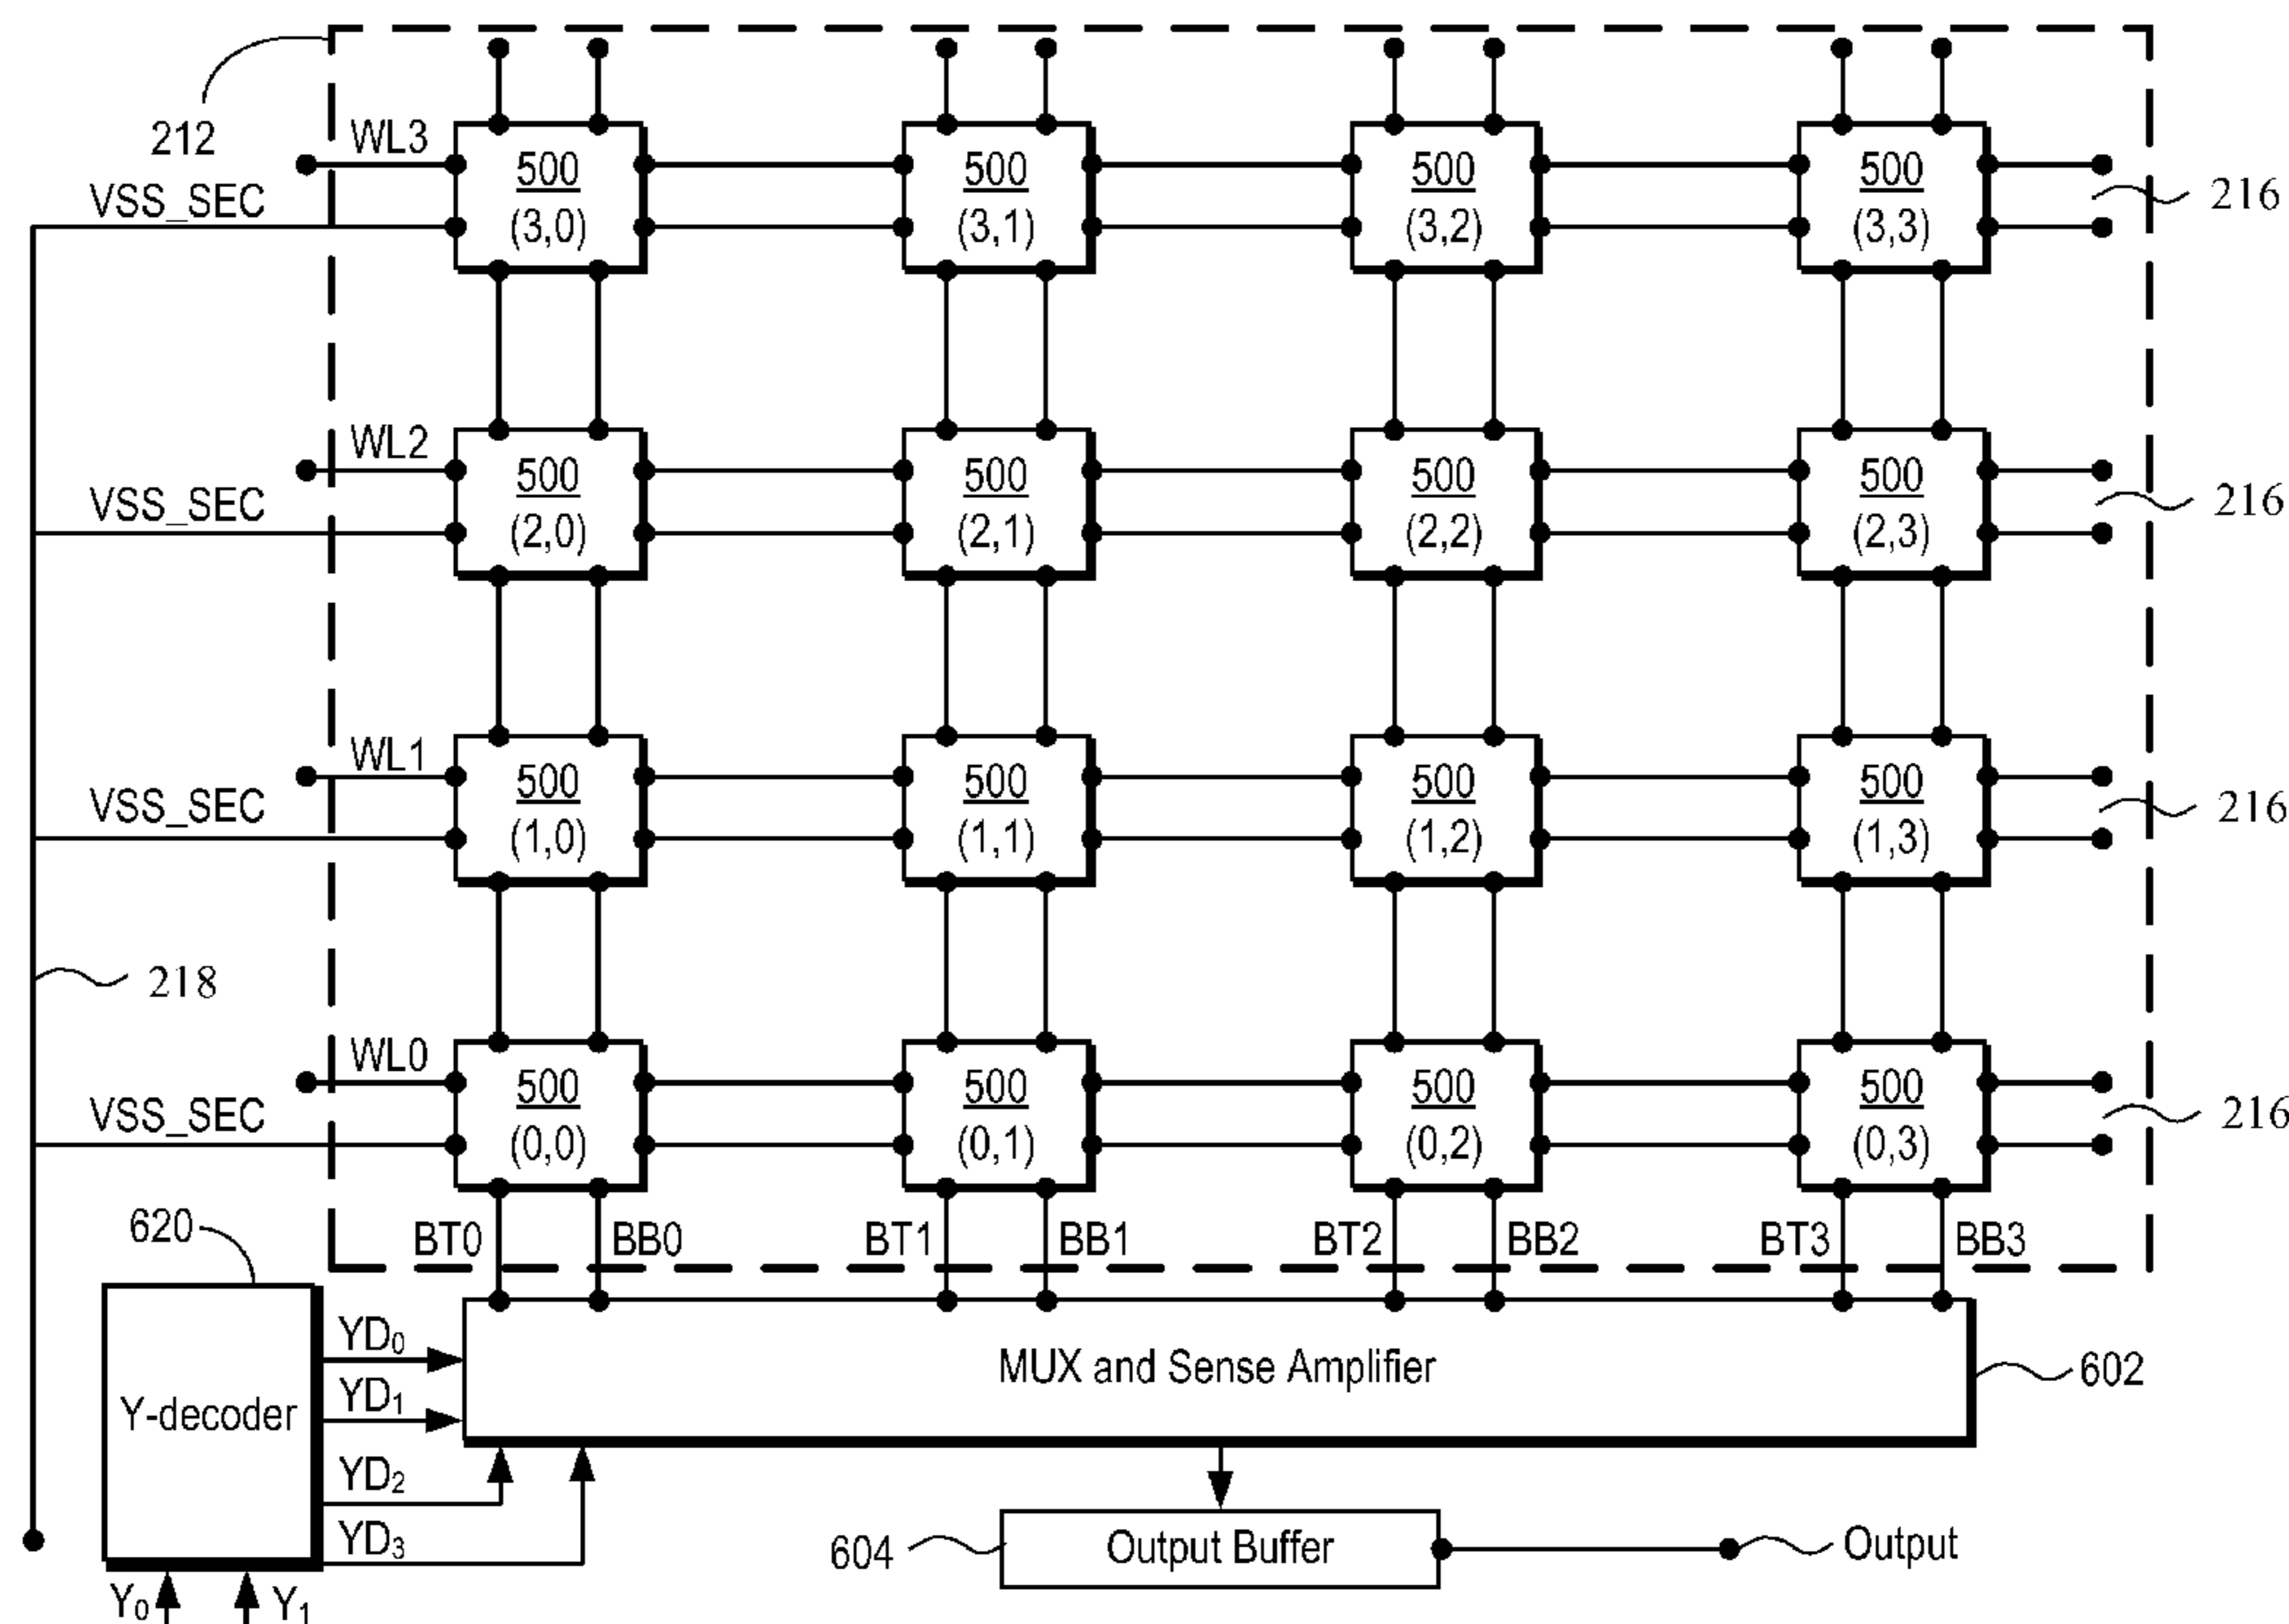 212
WL3
VSS_SEC
500
(3,0)
500
(3,1)
500
(3,2)
500
(3,3)
216
WL2
VSS_SEC
500
(2,0)
500
(2,1)
500
(2,2)
500
(2,3)
216
WL1
VSS_SEC
500
(1,0)
500
(1,1)
500
(1,2)
500
(1,3)
216
218
WL0
VSS_SEC
500
(0,0)
500
(0,1)
500
(0,2)
500
(0,3)
216
620
BT0
BB0
BT1
BB1
BT2
BB2
BT3
BB3
Y-decoder
YD₀
YD₁
YD₂
YD₃
MUX and Sense Amplifier
602
604
Output Buffer
Output
Y₀
Y₁